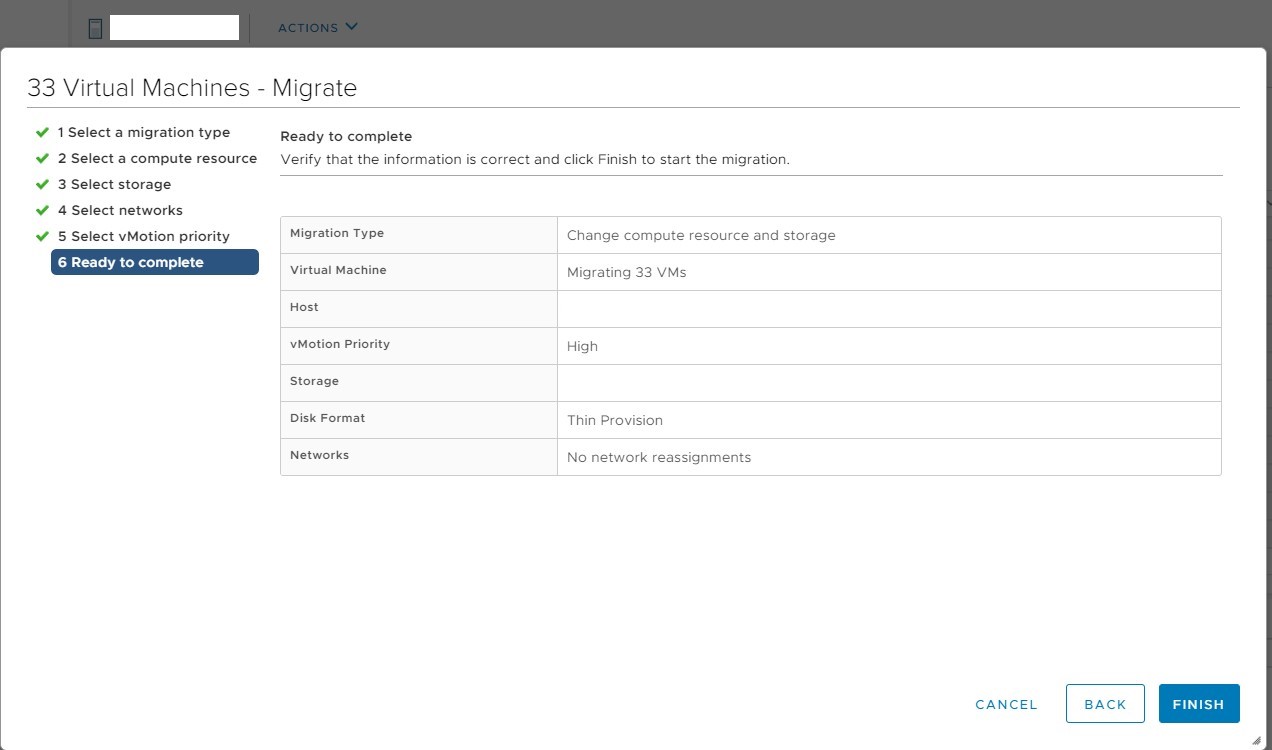 ACTIONS
33 Virtual Machines - Migrate
1 Select a migration type
2 Select a compute resource
3 Select storage
4 Select networks
5 Select vMotion priority
6 Ready to complete
Ready to complete
Verify that the information is correct and click Finish to start the migration.
Migration Type Change compute resource and storage
Virtual Machine Migrating 33 VMs
Host
vMotion Priority High
Storage
Disk Format Thin Provision
Networks No network reassignments
CANCEL BACK FINISH